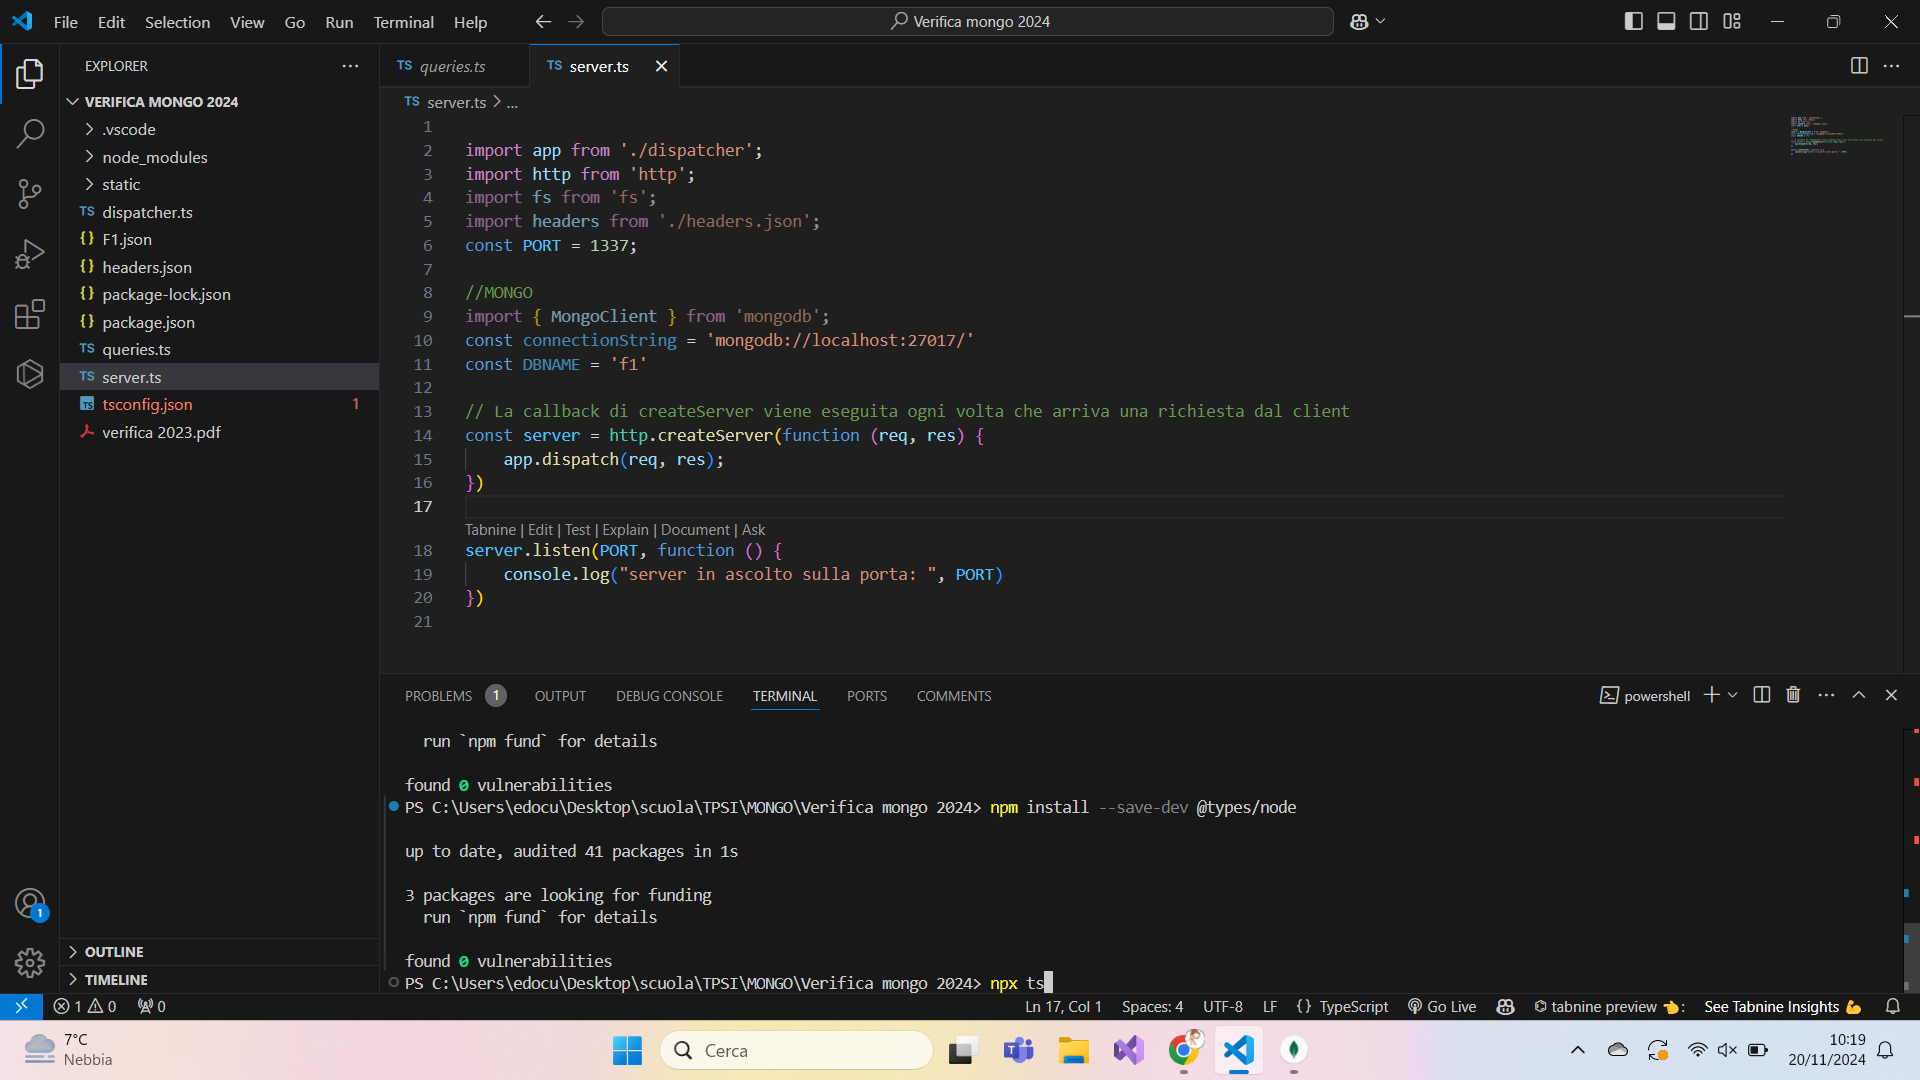 File Edit Selection View Go Run Terminal Help
Verifica mongo 2024
EXPLORER
VERIFICA MONGO 2024
.vscode
node_modules
static
TS dispatcher.ts
{} F1.json
{} headers.json
{} package-lock.json
{} package.json
TS queries.ts
TS server.ts
TS tsconfig.json 1
verifica 2023.pdf
OUTLINE
TIMELINE
1
TS queries.ts
TS server.ts
TS server.ts > ...
1
2 import app from './dispatcher';
3 import http from 'http';
4 import fs from 'fs';
5 import headers from './headers.json';
6 const PORT = 1337;
7
8 //MONGO
9 import { MongoClient } from 'mongodb';
10 const connectionString = 'mongodb://localhost:27017/'
11 const DBNAME = 'f1'
12
13 // La callback di createServer viene eseguita ogni volta che arriva una richiesta dal client
14 const server = http.createServer(function (req, res) {
15     app.dispatch(req, res);
16 })
17
Tabnine | Edit | Test | Explain | Document | Ask
18 server.listen(PORT, function () {
19     console.log("server in ascolto sulla porta: ", PORT)
20 })
21
PROBLEMS 1 OUTPUT DEBUG CONSOLE TERMINAL PORTS COMMENTS
powershell
run `npm fund` for details
found 0 vulnerabilities
PS C:\Users\edocu\Desktop\scuola\TPSI\MONGO\Verifica mongo 2024> npm install --save-dev @types/node
up to date, audited 41 packages in 1s
3 packages are looking for funding
run `npm fund` for details
found 0 vulnerabilities
PS C:\Users\edocu\Desktop\scuola\TPSI\MONGO\Verifica mongo 2024> npx ts
1 0 0 Ln 17, Col 1 Spaces: 4 UTF-8 LF {} TypeScript Go Live tabnine preview 👈: See Tabnine Insights 💪
7°C
Nebbia
Cerca
10:19
20/11/2024